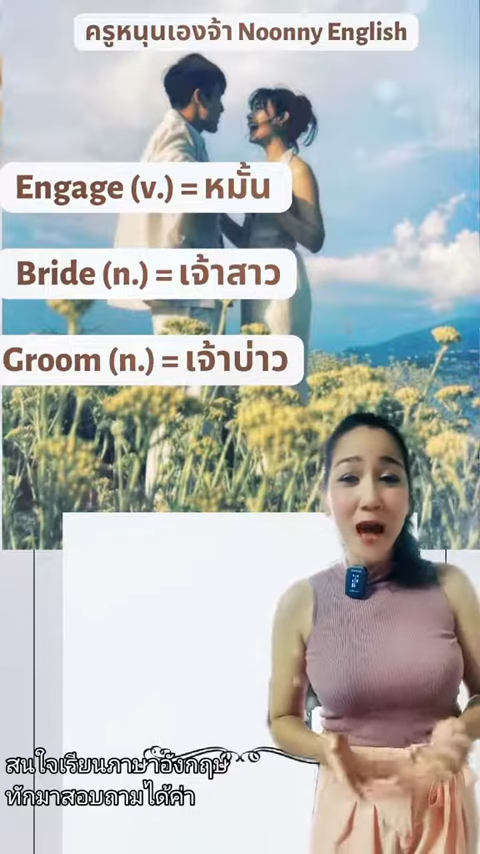 ครูหนุนเองจ้า Noonny English
Engage (v.) = หมั้น
Bride (n.) = เจ้าสาว
Groom (n.) = เจ้าบ่าว
สนใจเรียนภาษาอังกฤษ
ทักมาสอบถามได้ค่า